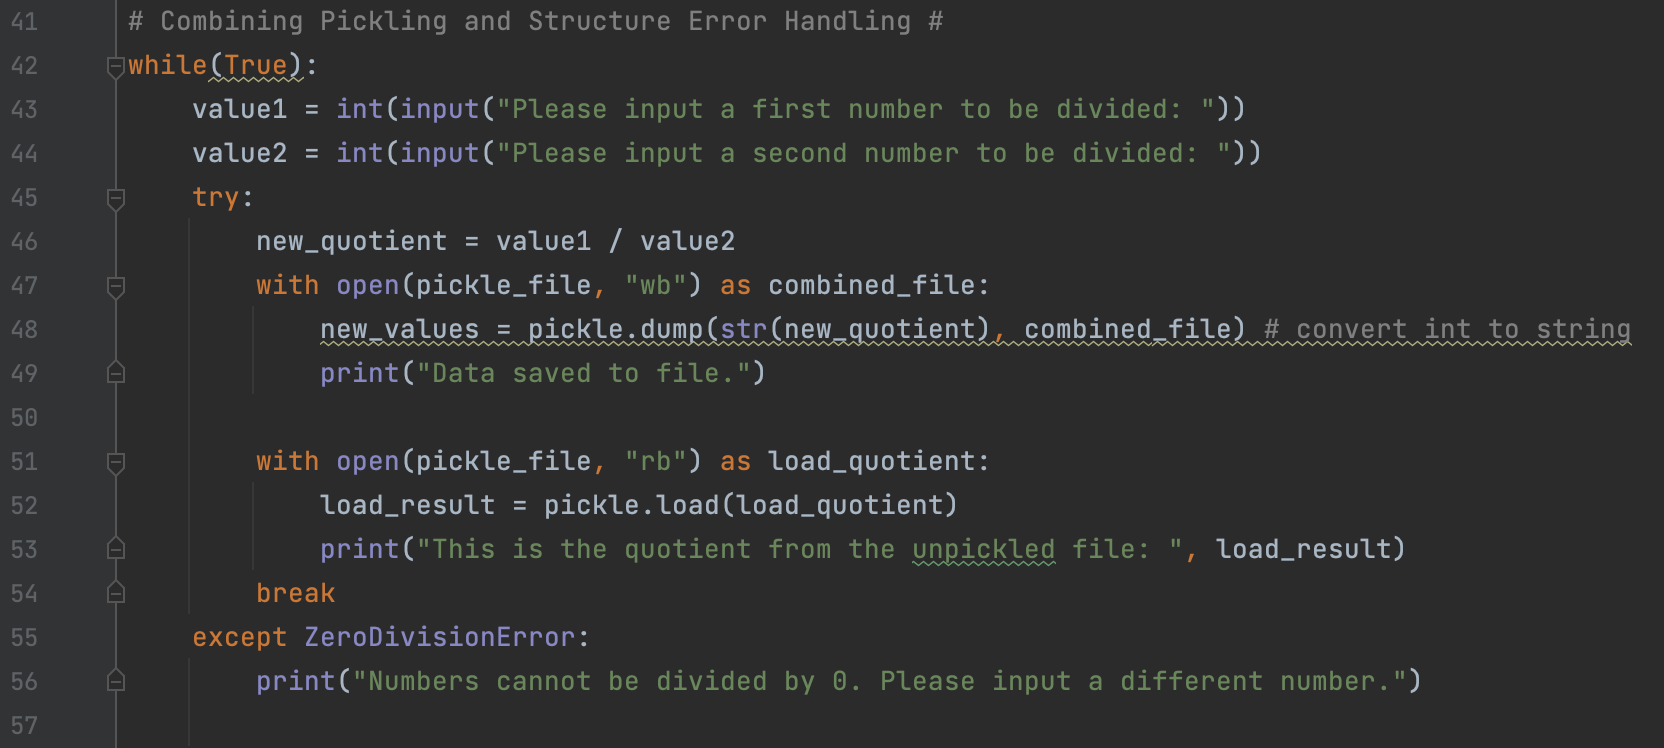 41 # Combining Pickling and Structure Error Handling #
42 while(True):
43     value1 = int(input("Please input a first number to be divided: "))
44     value2 = int(input("Please input a second number to be divided: "))
45     try:
46         new_quotient = value1 / value2
47         with open(pickle_file, "wb") as combined_file:
48             new_values = pickle.dump(str(new_quotient), combined_file) # convert int to string
49             print("Data saved to file.")
50
51         with open(pickle_file, "rb") as load_quotient:
52             load_result = pickle.load(load_quotient)
53             print("This is the quotient from the unpickled file: ", load_result)
54         break
55     except ZeroDivisionError:
56         print("Numbers cannot be divided by 0. Please input a different number.")
57